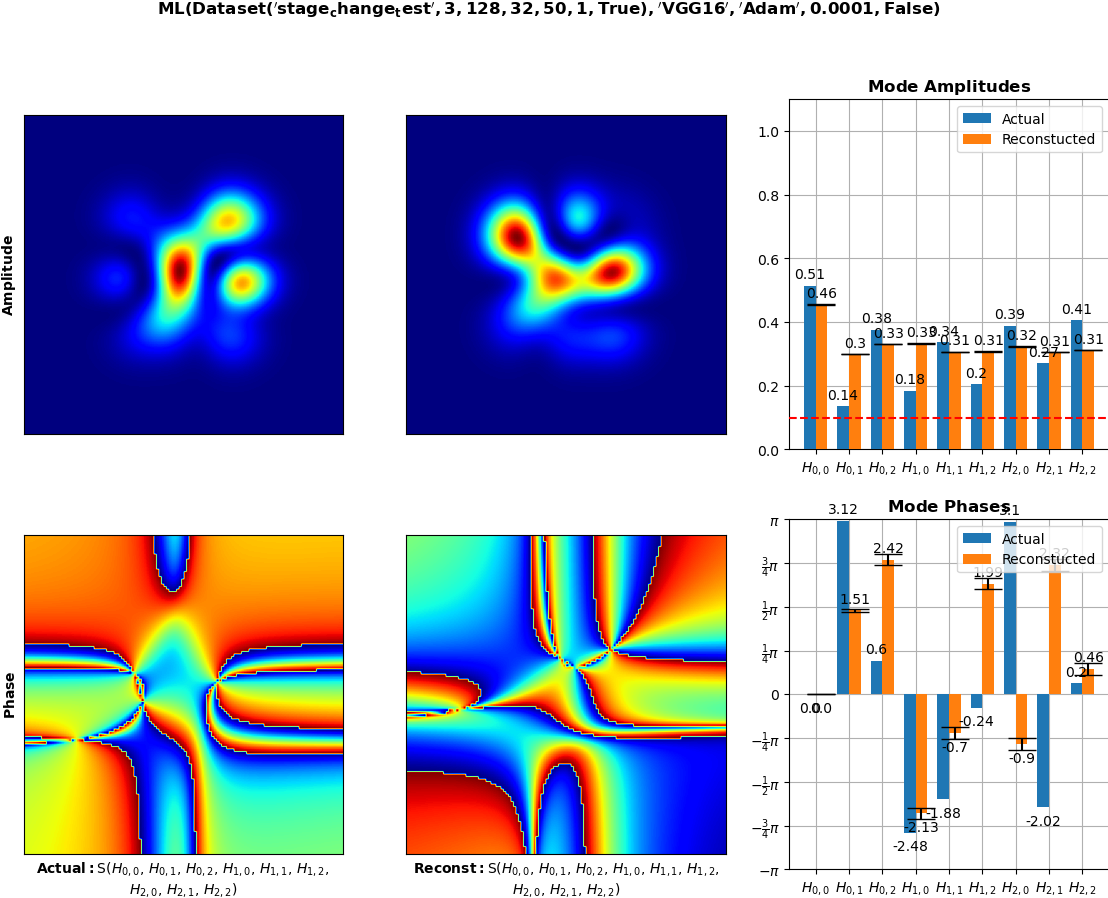 ML(Dataset('stage_change_test', 3, 128, 32, 50, 1, True), 'VGG16', 'Adam', 0.0001, False)
Mode Amplitudes
Actual
Reconstucted
1.0
0.8
0.6
0.4
0.2
0.0
0.51
0.46
0.14
0.3
0.38
0.33
0.18
0.33
0.34
0.31
0.2
0.31
0.39
0.32
0.27
0.31
0.41
0.31
H0,0 H0,1 H0,2 H1,0 H1,1 H1,2 H2,0 H2,1 H2,2
Amplitude
Mode Phases
Actual
Reconstucted
π
3/4π
1/2π
1/4π
0
−1/4π
−1/2π
−3/4π
−π
0.0
0.0
3.12
1.51
0.6
2.42
-2.48
-2.13
-1.88
-0.7
-0.24
1.99
3.1
-0.9
-2.02
2.32
0.2
0.46
H0,0 H0,1 H0,2 H1,0 H1,1 H1,2 H2,0 H2,1 H2,2
Phase
Actual: S(H0,0, H0,1, H0,2, H1,0, H1,1, H1,2,
H2,0, H2,1, H2,2)
Reconst: S(H0,0, H0,1, H0,2, H1,0, H1,1, H1,2,
H2,0, H2,1, H2,2)